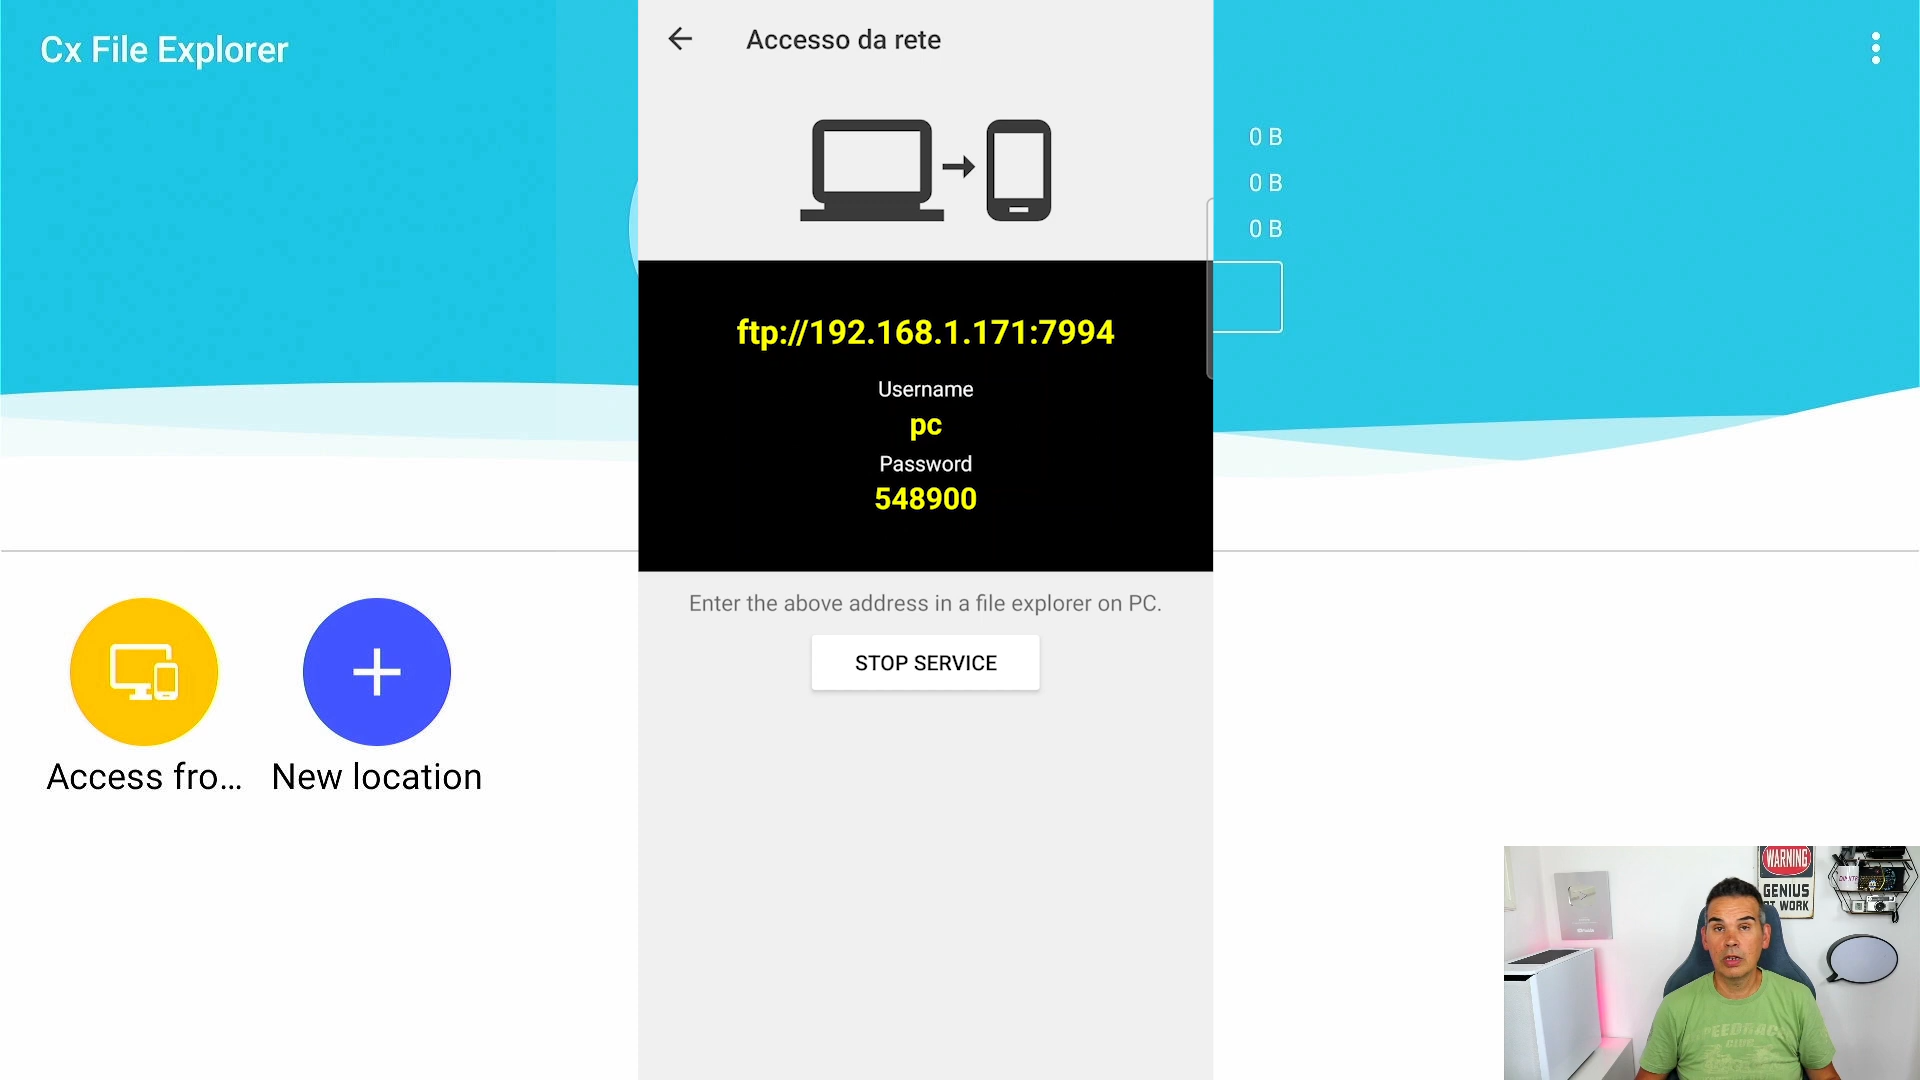 Cx File Explorer
Accesso da rete
0 B
0 B
0 B
ftp://192.168.1.171:7994
Username
pc
Password
548900
Enter the above address in a file explorer on PC.
STOP SERVICE
Access fro...
New location
WARNING
GENIUS
AT WORK